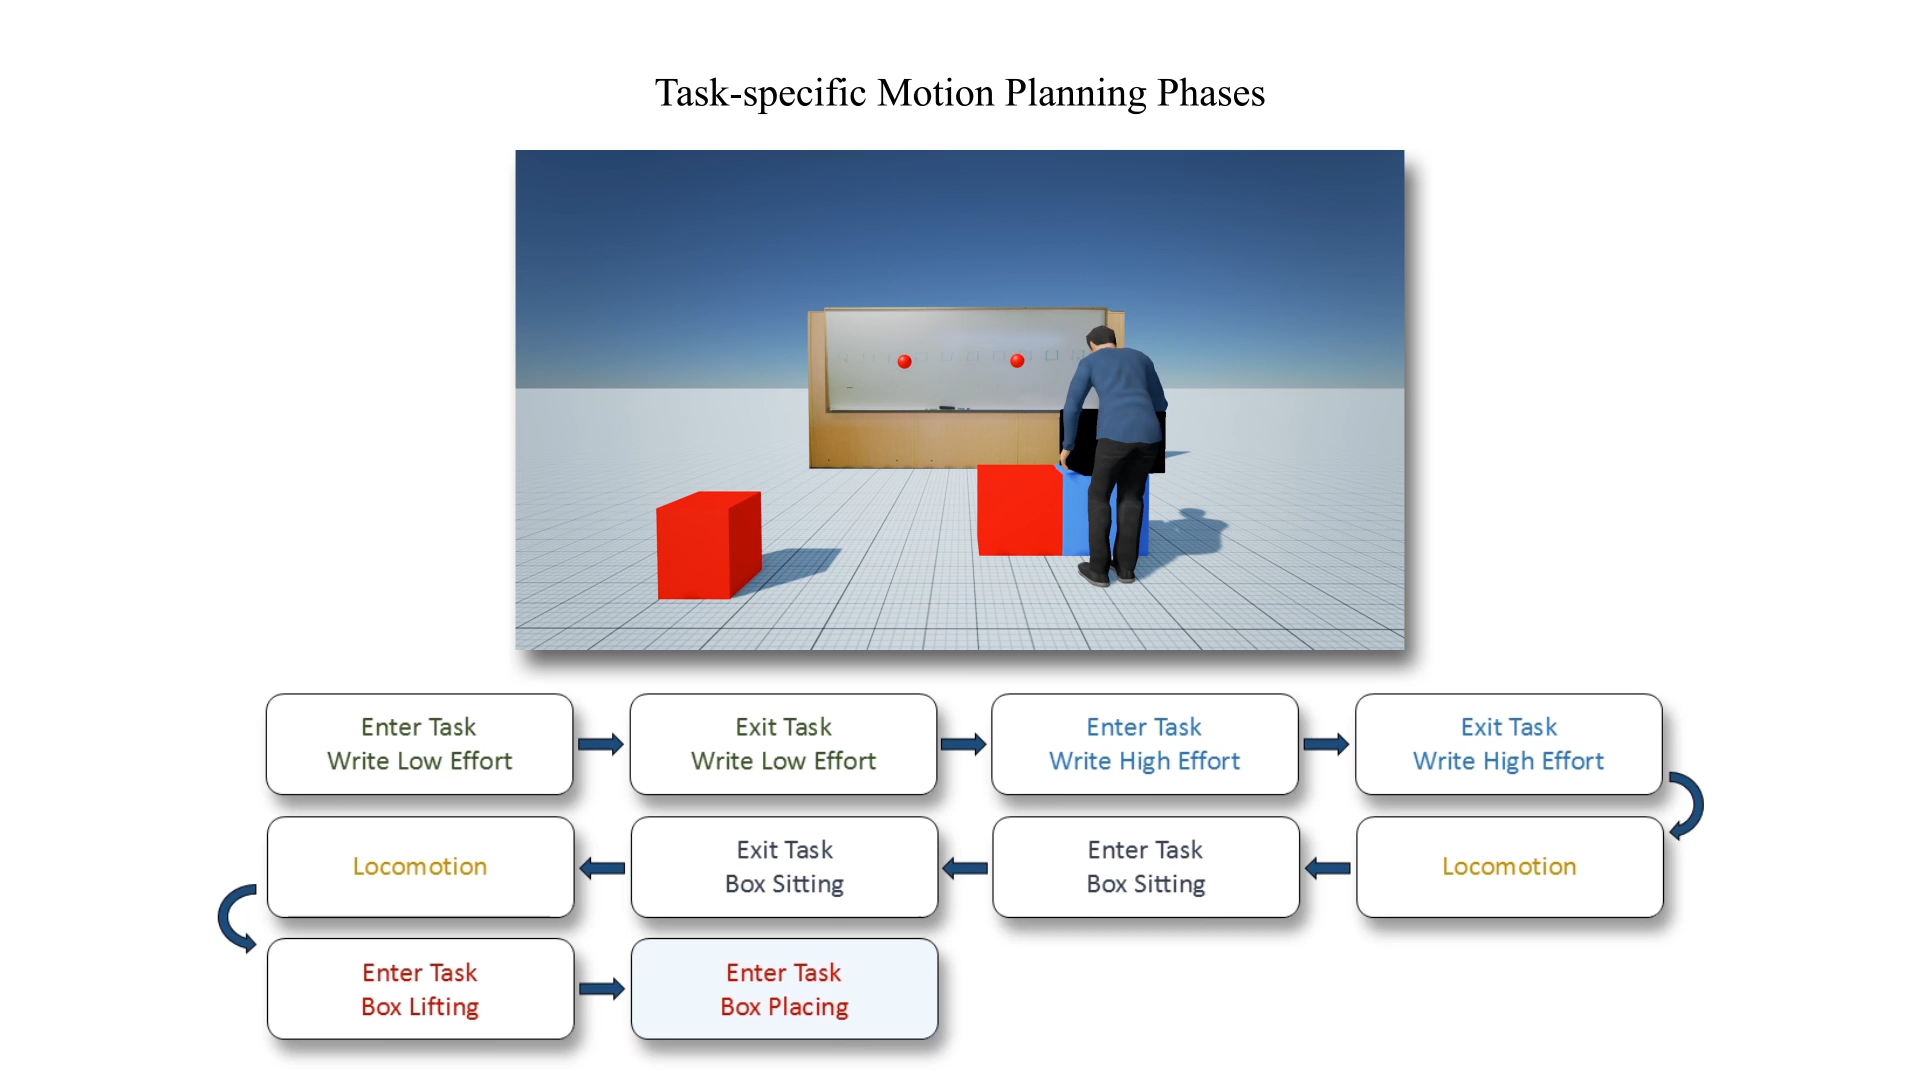 Task-specific Motion Planning Phases
Enter Task
Write Low Effort
Exit Task
Write Low Effort
Enter Task
Write High Effort
Exit Task
Write High Effort
Locomotion
Exit Task
Box Sitting
Enter Task
Box Sitting
Locomotion
Enter Task
Box Lifting
Enter Task
Box Placing